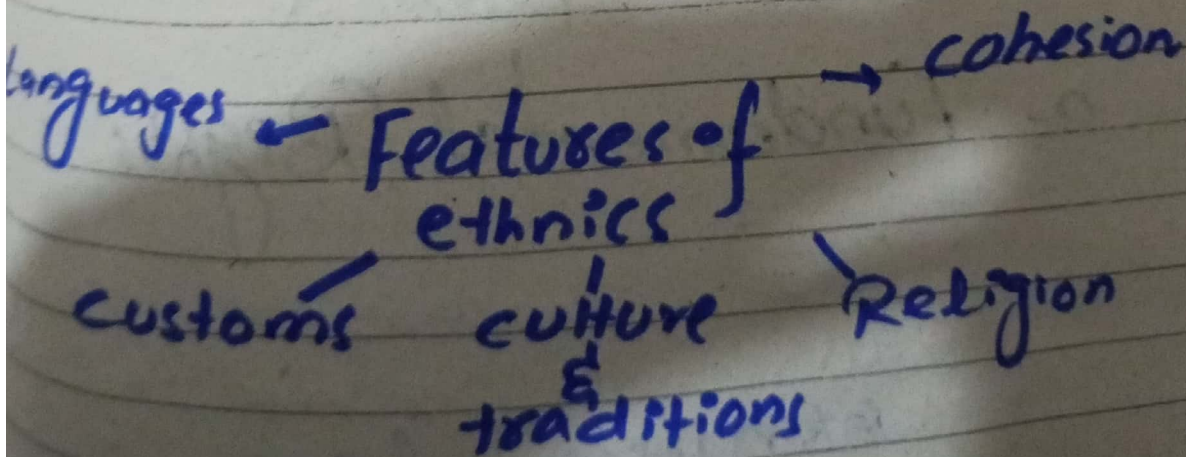 cohesion
languages ← Features of →
ethnics
customs culture Religion
&
traditions